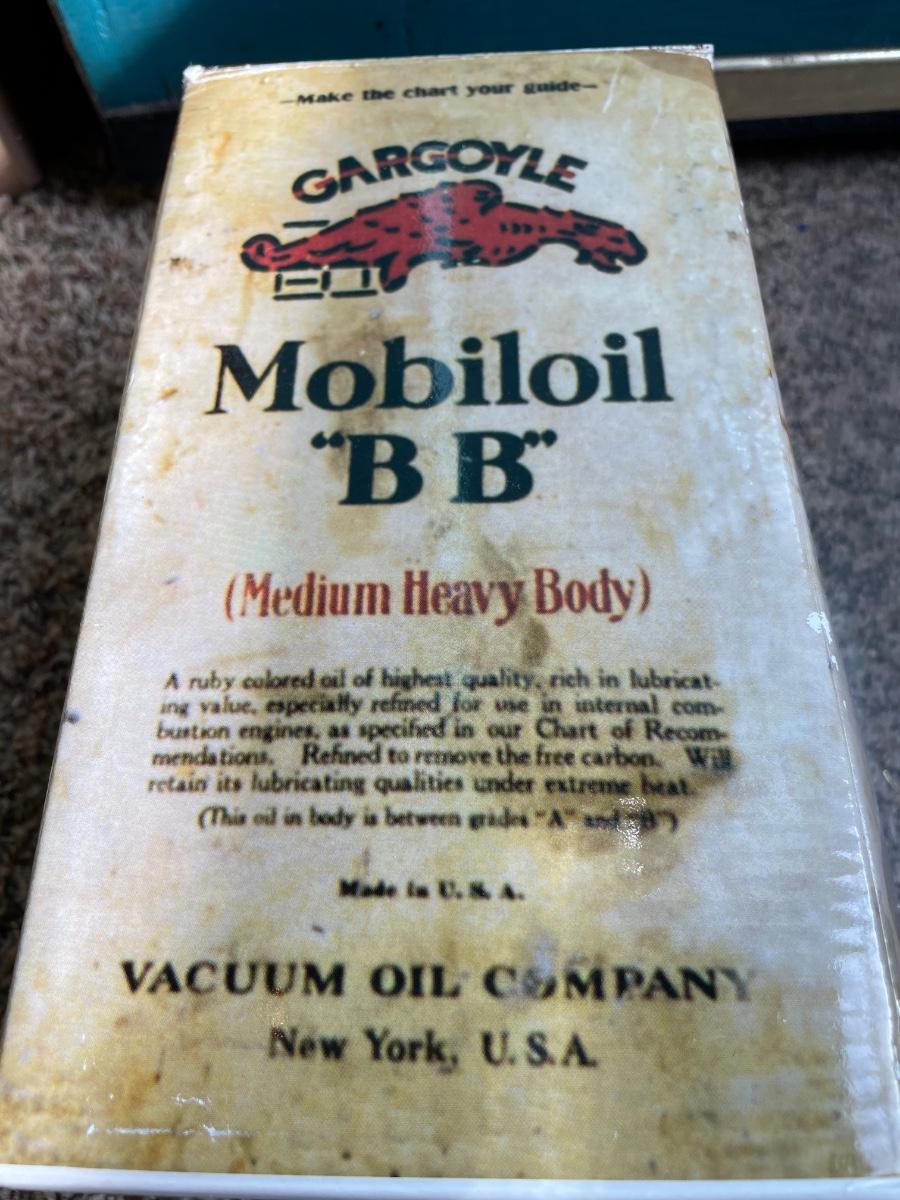 —Make the chart your guide—
GARGOYLE
Mobiloil
“B B”
(Medium Heavy Body)
A ruby colored oil of highest quality, rich in lubricat-
ing value, especially refined for use in internal com-
bustion engines, as specified in our Chart of Recom-
mendations. Refined to remove the free carbon. Will
retain its lubricating qualities under extreme heat.
(This oil in body is between grades “A” and “B”)
Made in U. S. A.
VACUUM OIL COMPANY
New York, U. S. A.